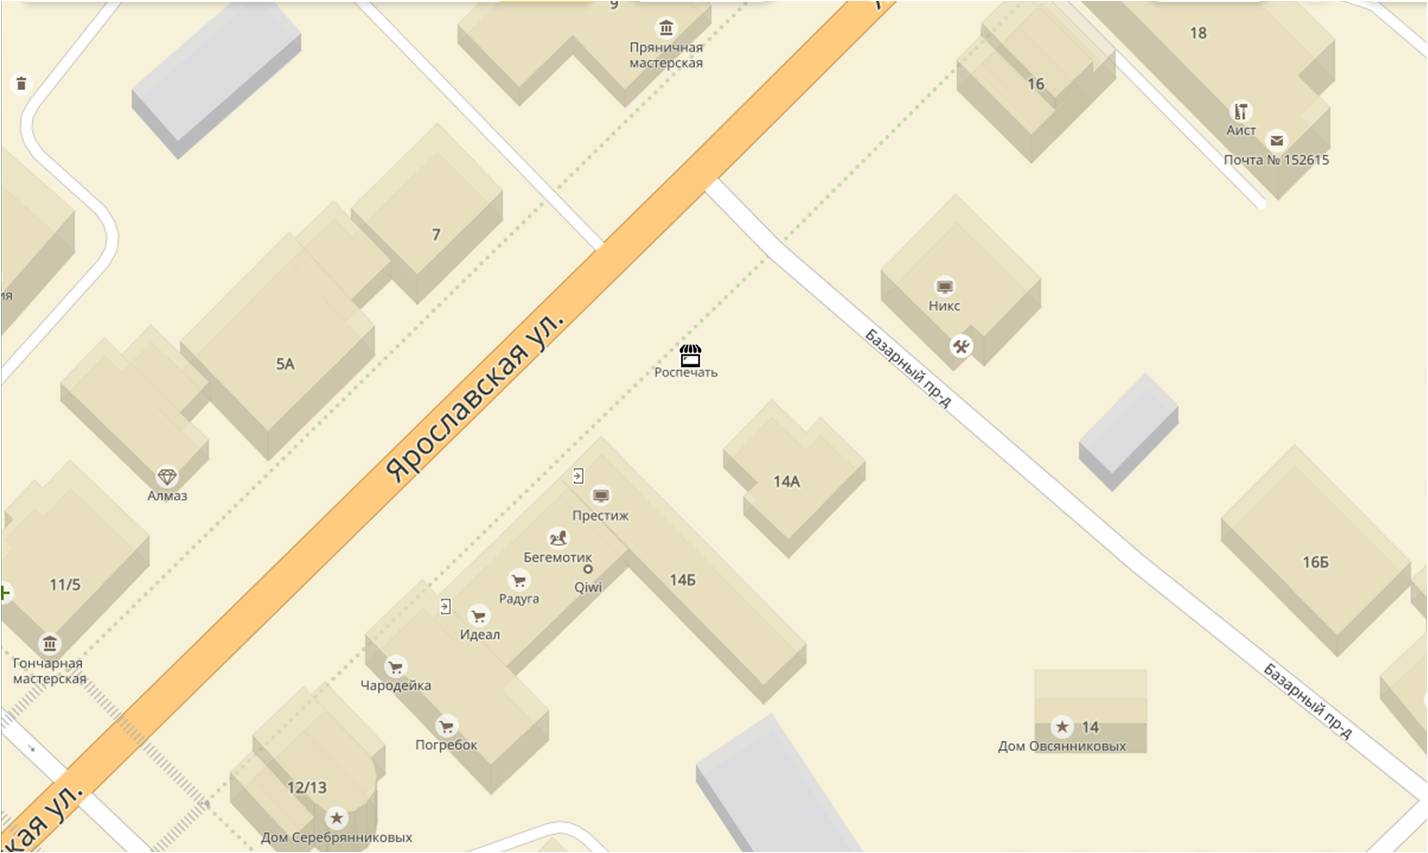 9
Пряничная
мастерская
18
16
Аист
Почта № 152615
7
Никс
ия
Ярославская ул.
5А
Базарный пр-д
Роспечать
14А
Алмаз
Престиж
Бегемотик
Qiwi
14Б
Радуга
Идеал
16Б
11/5
Гончарная
мастерская
Чародейка
Погребок
Базарный пр-д
14
Дом Овсянниковых
12/13
Дом Серебрянниковых
кая ул.